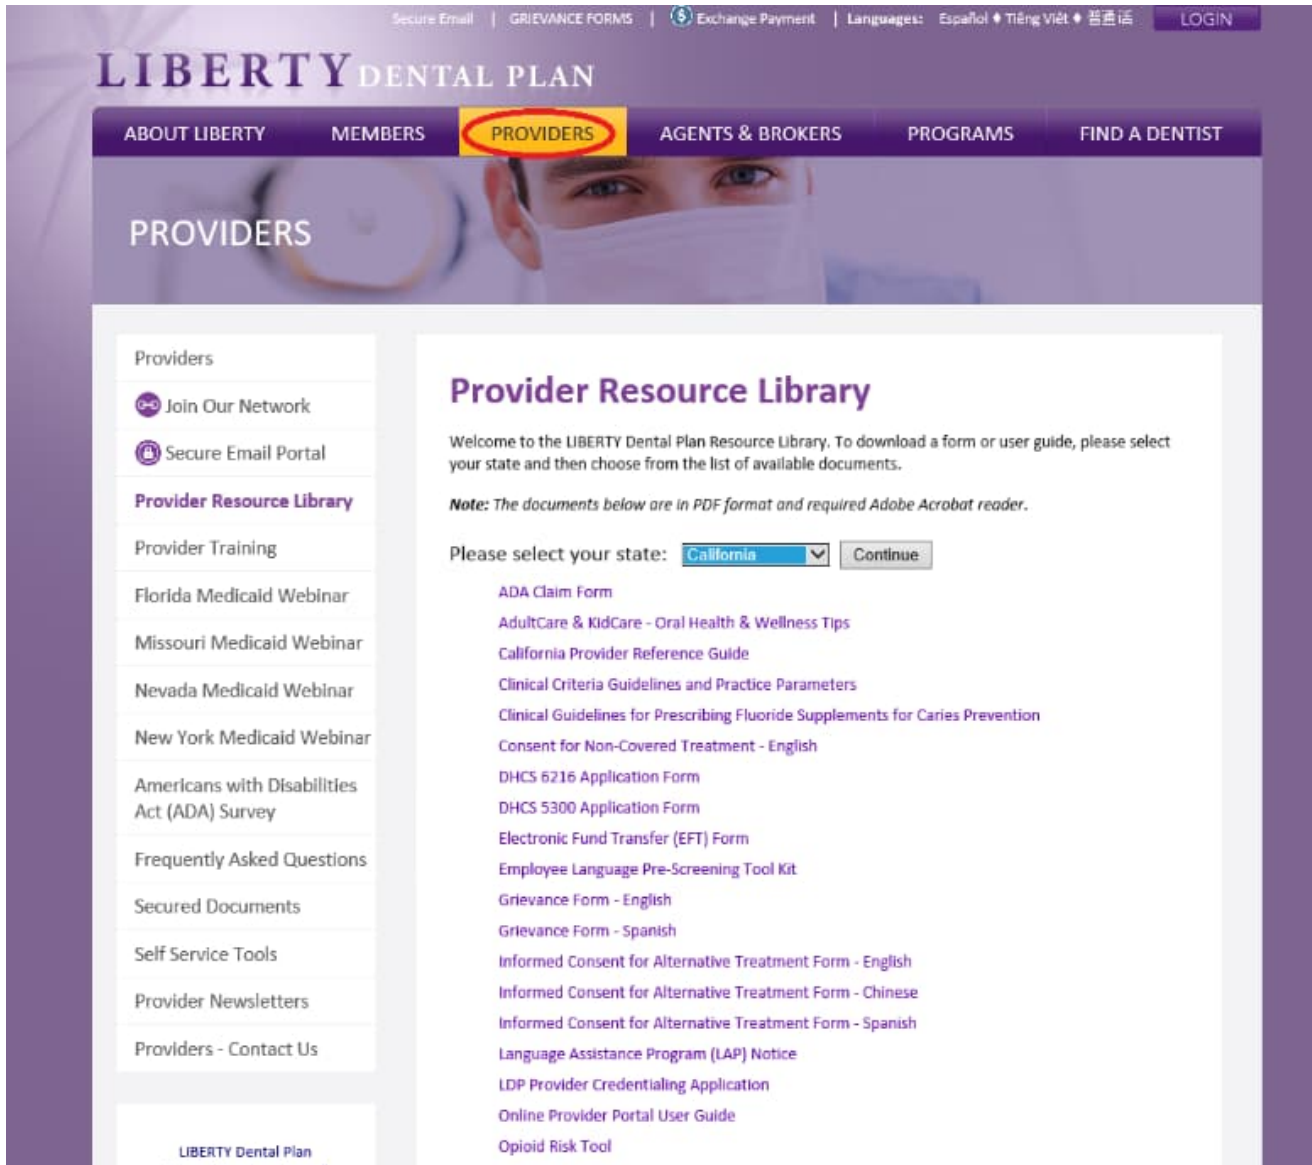 Secure Email | GRIEVANCE FORMS | $ Exchange Payment | Languages: Español ♦ Tiếng Việt ♦ 普通话 LOGIN
LIBERTY DENTAL PLAN
ABOUT LIBERTY MEMBERS PROVIDERS AGENTS & BROKERS PROGRAMS FIND A DENTIST
PROVIDERS
Providers
Join Our Network
Secure Email Portal
Provider Resource Library
Provider Training
Florida Medicaid Webinar
Missouri Medicaid Webinar
Nevada Medicaid Webinar
New York Medicaid Webinar
Americans with Disabilities
Act (ADA) Survey
Frequently Asked Questions
Secured Documents
Self Service Tools
Provider Newsletters
Providers - Contact Us
LIBERTY Dental Plan
Provider Resource Library
Welcome to the LIBERTY Dental Plan Resource Library. To download a form or user guide, please select
your state and then choose from the list of available documents.
Note: The documents below are in PDF format and required Adobe Acrobat reader.
Please select your state: California Continue
ADA Claim Form
AdultCare & KidCare - Oral Health & Wellness Tips
California Provider Reference Guide
Clinical Criteria Guidelines and Practice Parameters
Clinical Guidelines for Prescribing Fluoride Supplements for Caries Prevention
Consent for Non-Covered Treatment - English
DHCS 6216 Application Form
DHCS 5300 Application Form
Electronic Fund Transfer (EFT) Form
Employee Language Pre-Screening Tool Kit
Grievance Form - English
Grievance Form - Spanish
Informed Consent for Alternative Treatment Form - English
Informed Consent for Alternative Treatment Form - Chinese
Informed Consent for Alternative Treatment Form - Spanish
Language Assistance Program (LAP) Notice
LDP Provider Credentialing Application
Online Provider Portal User Guide
Opioid Risk Tool